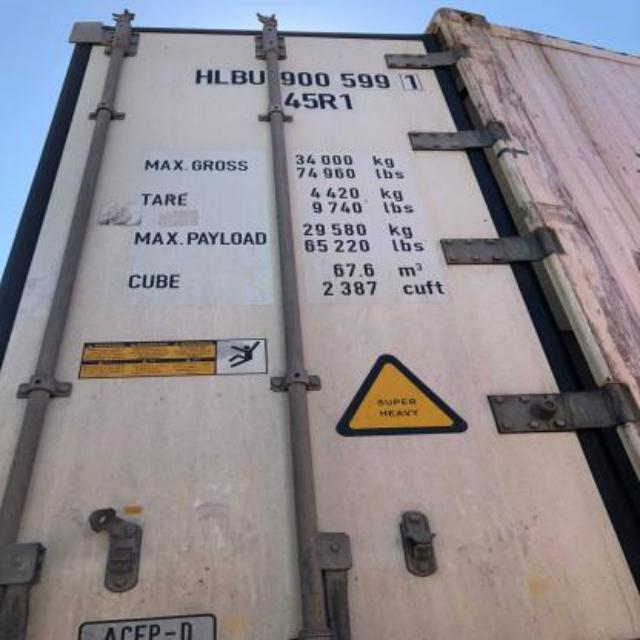 HLBU 900 599 1
45R1
MAX. GROSS 34 000 kg
74 960 lbs
TARE 4 420 kg
9 740 lbs
MAX. PAYLOAD 29 580 kg
65 220 lbs
CUBE 67.6 m³
2 387 cuft
SUPER
HEAVY
ACEP-D